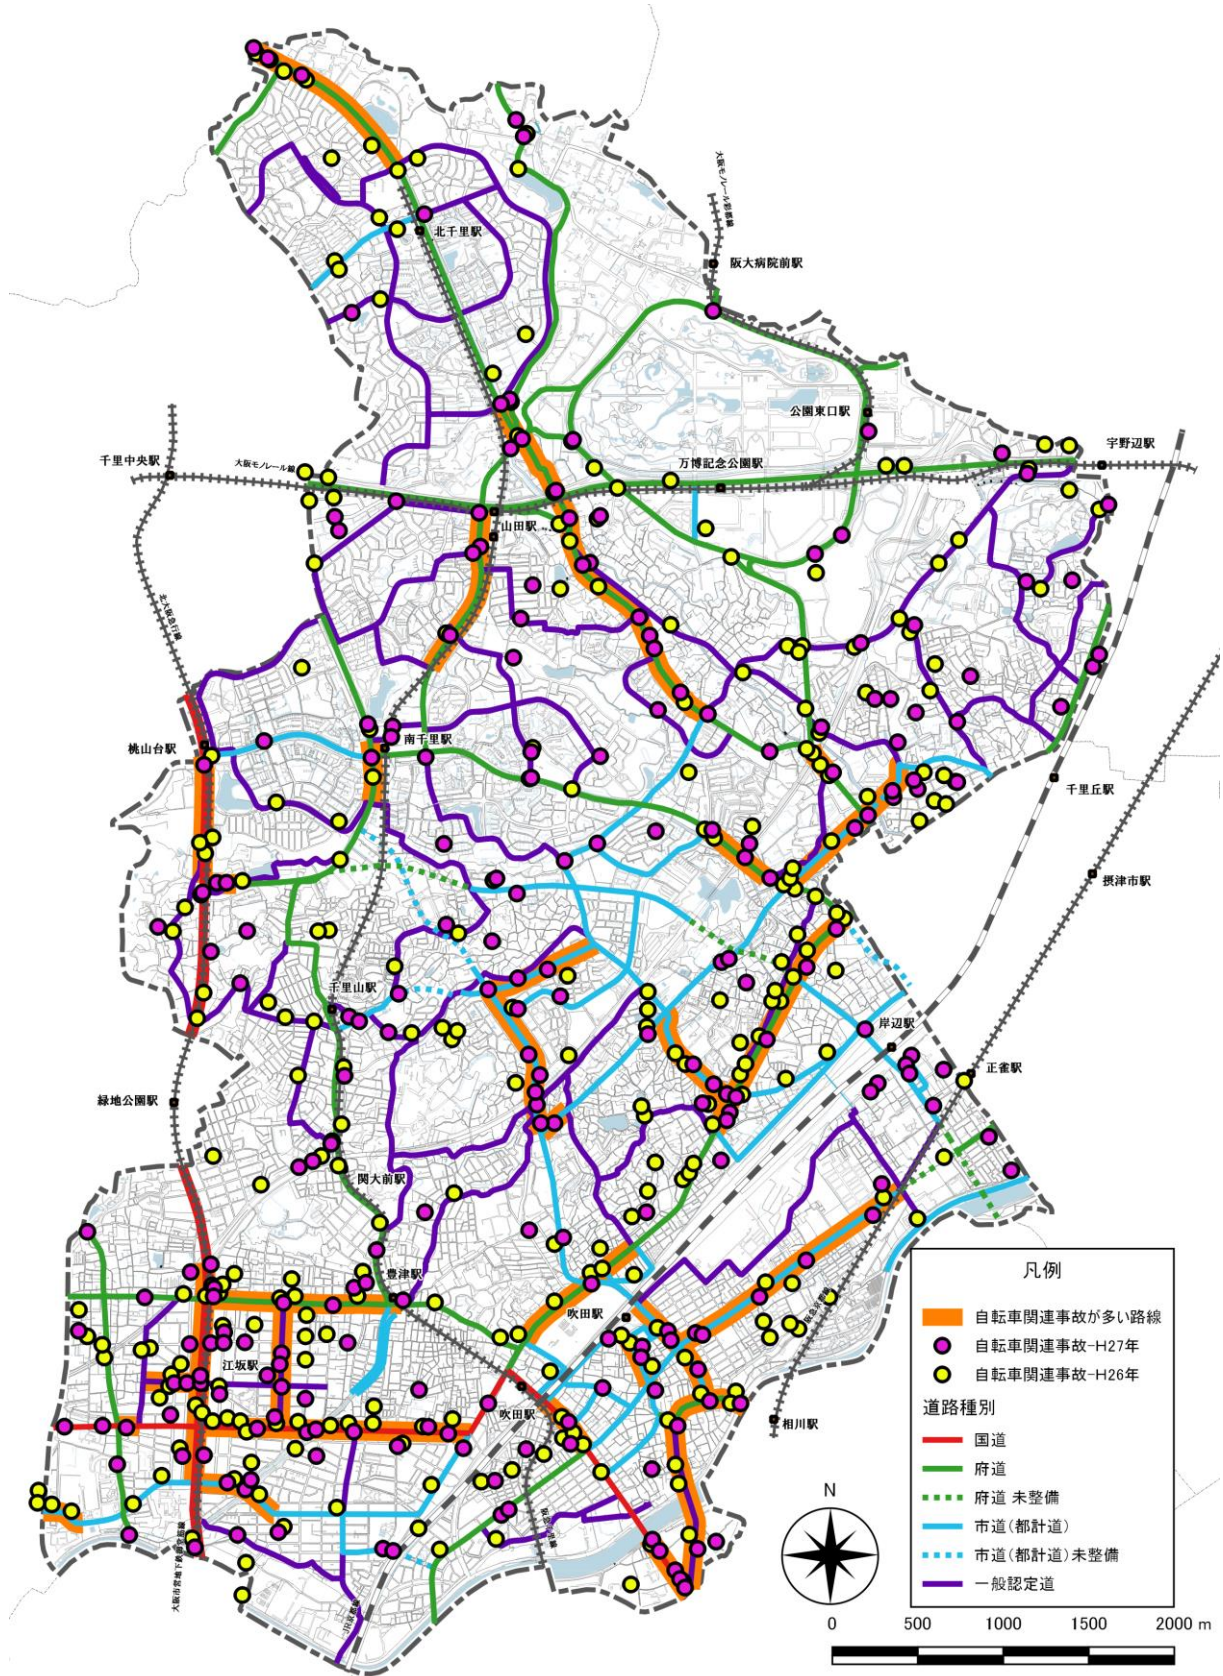 大阪モノレール彩都線
北千里駅
阪大病院前駅
公園東口駅
宇野辺駅
千里中央駅
大阪モノレール線
万博記念公園駅
山田駅
北大阪急行線
桃山台駅
南千里駅
千里丘駅
摂津市駅
千里山駅
岸辺駅
正雀駅
緑地公園駅
関大前駅
豊津駅
吹田駅
阪急京都線
江坂駅
吹田駅
相川駅
JR京都線
凡例
自転車関連事故が多い路線
自転車関連事故-H27年
自転車関連事故-H26年
道路種別
国道
府道
府道 未整備
市道(都計道)
市道(都計道)未整備
一般認定道
N
0 500 1000 1500 2000 m